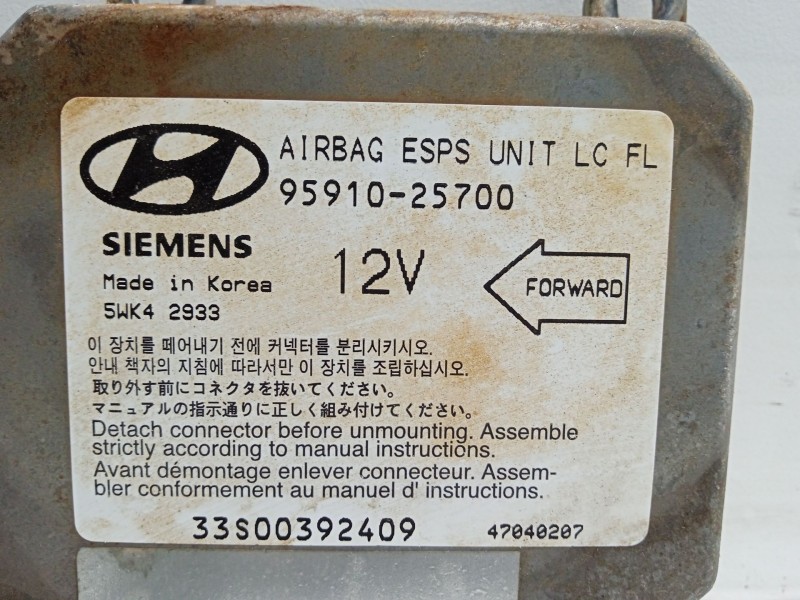 AIRBAG ESPS UNIT LC FL
95910-25700
SIEMENS
12V
FORWARD
Made in Korea
5WK4 2933
이 장치를 떼어내기 전에 커넥터를 분리시키시오.
안내 책자의 지침에 따라서만 이 장치를 조립하십시오.
取り外す前にコネクタを抜いてください。
マニュアルの指示通りに正しく組み付けてください。
Detach connector before unmounting. Assemble
strictly according to manual instructions.
Avant démontage enlever connecteur. Assem-
bler conformement au manuel d' instructions.
33S00392409
47040207